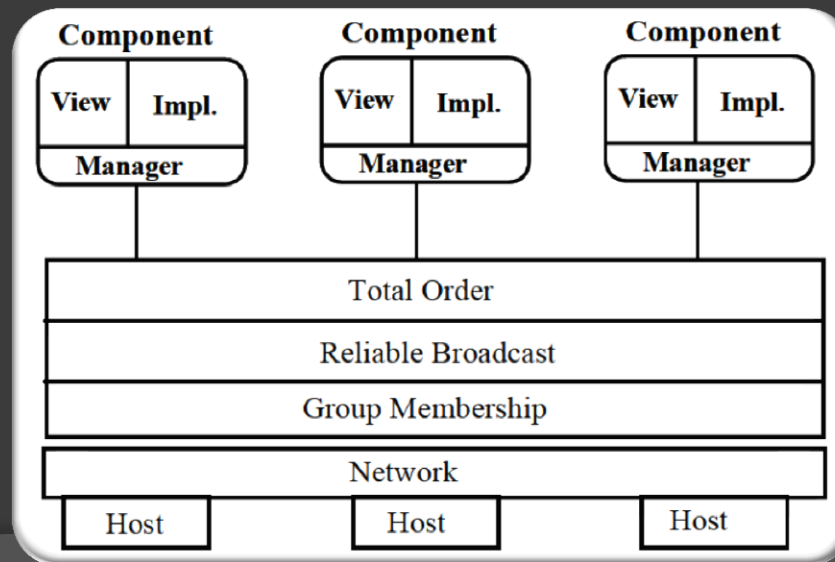 Component Component Component
View Impl. View Impl. View Impl.
Manager Manager Manager
Total Order
Reliable Broadcast
Group Membership
Network
Host Host Host